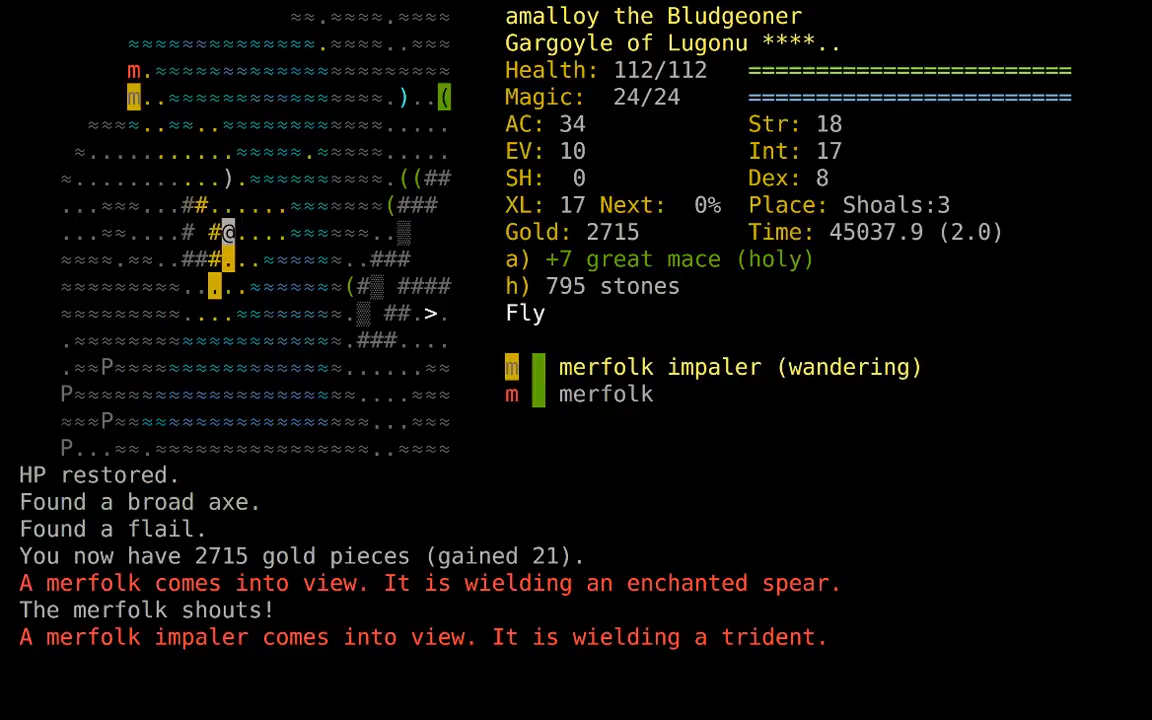 ≈≈.≈≈≈≈..≈≈≈≈ amalloy the Bludgeoner
≈≈≈≈≈≈≈≈≈≈≈≈≈≈.≈≈≈≈..≈≈≈ Gargoyle of Lugonu ****..
m.≈≈≈≈≈≈≈≈≈≈≈≈≈≈≈≈≈≈≈≈≈≈ Health: 112/112 ========================
m..≈≈≈≈≈≈≈≈≈≈≈≈≈≈≈≈.)..( Magic: 24/24 ========================
≈≈≈≈..≈≈..≈≈≈≈≈≈≈≈≈≈≈≈..... AC: 34 Str: 18
≈...........≈≈≈≈≈.≈≈≈≈≈..... EV: 10 Int: 17
≈...........).≈≈≈≈≈≈≈≈≈≈.((## SH: 0 Dex: 8
...≈≈≈...##......≈≈≈≈≈≈≈(### XL: 17 Next: 0% Place: Shoals:3
...≈≈....# #@....≈≈≈≈≈≈..▒ Gold: 2715 Time: 45037.9 (2.0)
≈≈≈≈.≈≈..###...≈≈≈≈≈≈..### a) +7 great mace (holy)
≈≈≈≈≈≈≈≈≈....≈≈≈≈≈≈≈(#▒ #### h) 795 stones
≈≈≈≈≈≈≈≈≈....≈≈≈≈≈≈≈≈.▒ ##.>. Fly
.≈≈≈≈≈≈≈≈≈≈≈≈≈≈≈≈≈≈≈≈.###....
.≈≈P≈≈≈≈≈≈≈≈≈≈≈≈≈≈≈≈......≈≈ m merfolk impaler (wandering)
P≈≈≈≈≈≈≈≈≈≈≈≈≈≈≈≈≈≈≈≈....≈≈≈ m merfolk
≈≈≈P≈≈≈≈≈≈≈≈≈≈≈≈≈≈≈≈≈≈≈...≈≈≈
P...≈≈.≈≈≈≈≈≈≈≈≈≈≈≈≈≈≈≈..≈≈≈≈
HP restored.
Found a broad axe.
Found a flail.
You now have 2715 gold pieces (gained 21).
A merfolk comes into view. It is wielding an enchanted spear.
The merfolk shouts!
A merfolk impaler comes into view. It is wielding a trident.